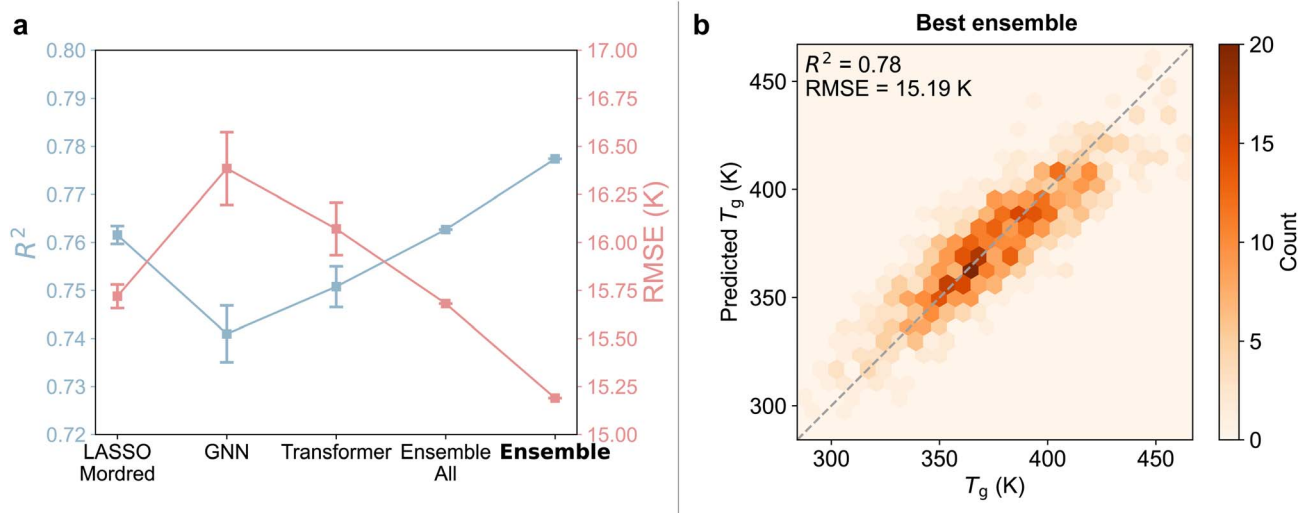 a
0.80
0.79
0.78
0.77
0.76
0.75
0.74
0.73
0.72
R²
17.00
16.75
16.50
16.25
16.00
15.75
15.50
15.25
15.00
RMSE (K)
LASSO
Mordred
GNN
Transformer
Ensemble
All
Ensemble
b
Best ensemble
R² = 0.78
RMSE = 15.19 K
450
400
350
300
Predicted Tg (K)
300
350
400
450
Tg (K)
20
15
10
5
0
Count